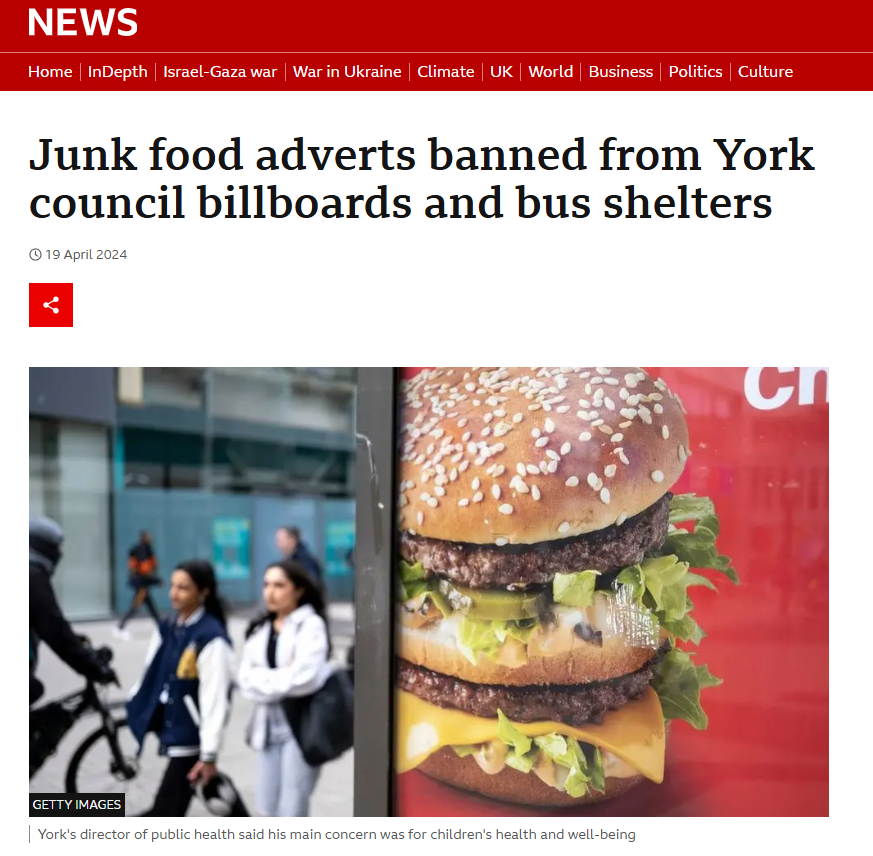 NEWS
Home InDepth Israel-Gaza war War in Ukraine Climate UK World Business Politics Culture
Junk food adverts banned from York
council billboards and bus shelters
19 April 2024
GETTY IMAGES
York's director of public health said his main concern was for children's health and well-being